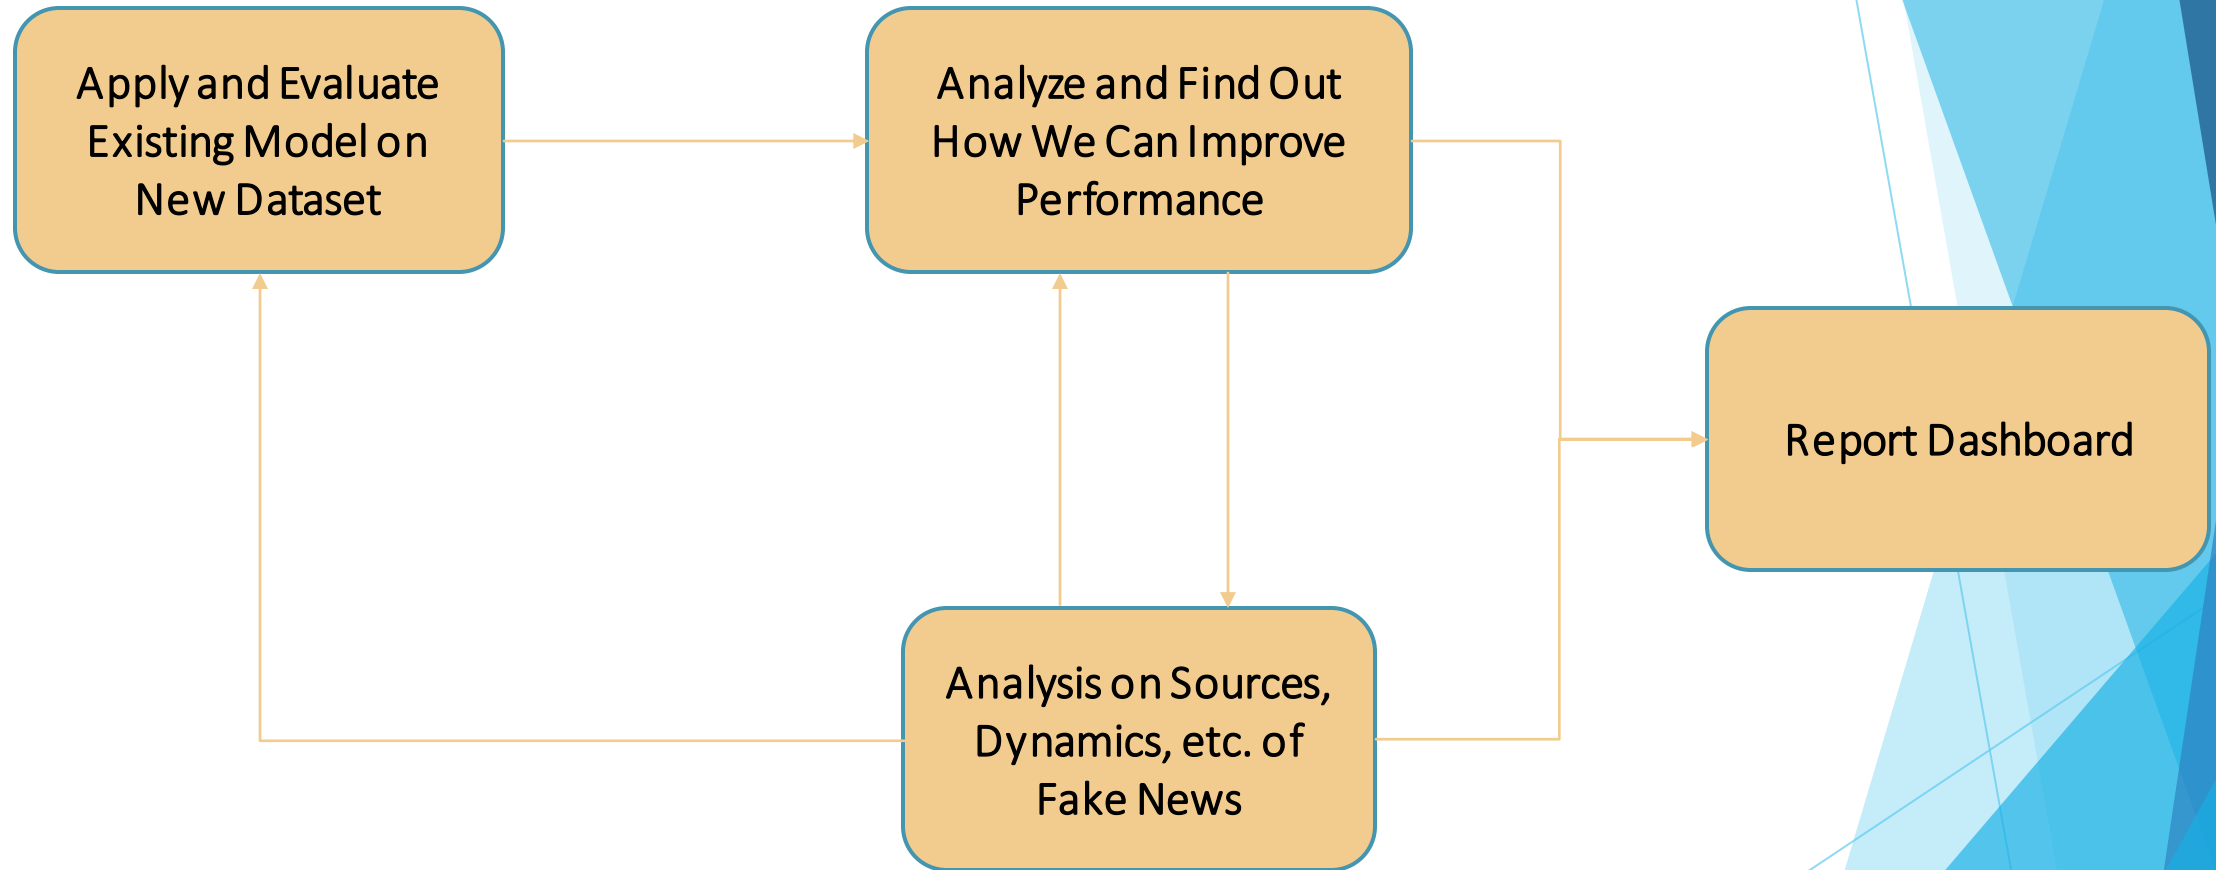 Apply and Evaluate
Existing Model on
New Dataset
Analyze and Find Out
How We Can Improve
Performance
Report Dashboard
Analysis on Sources,
Dynamics, etc. of
Fake News